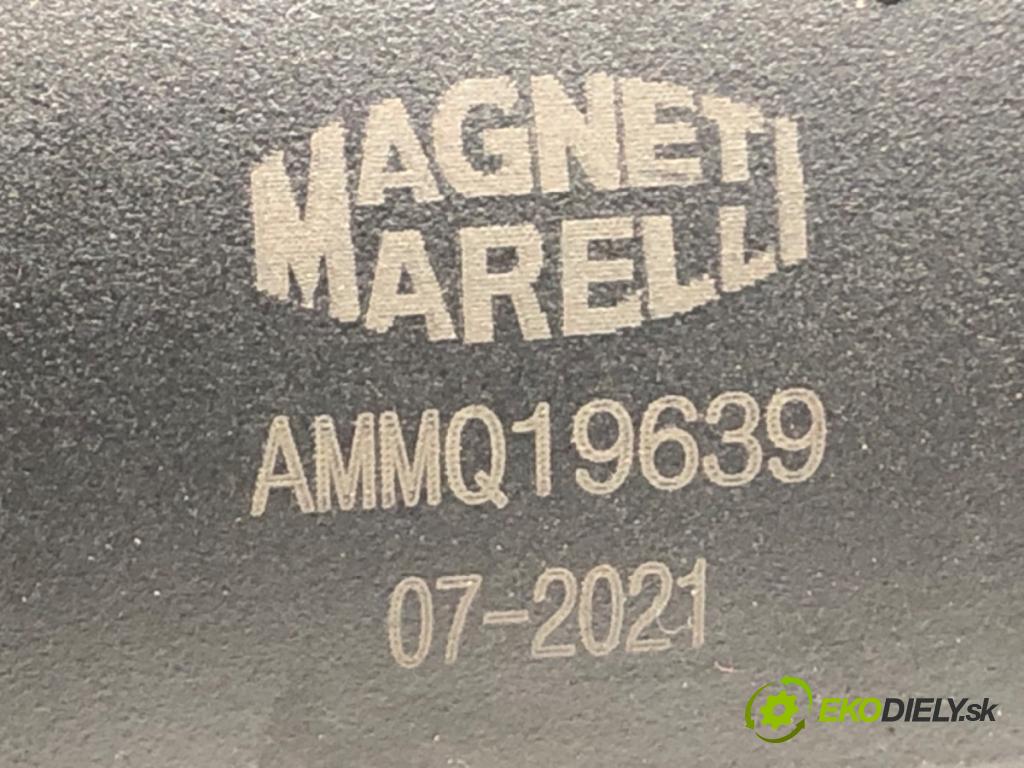 MAGNETI
MARELLI
AMMQ19639
07-2021
EKODIELY.sk